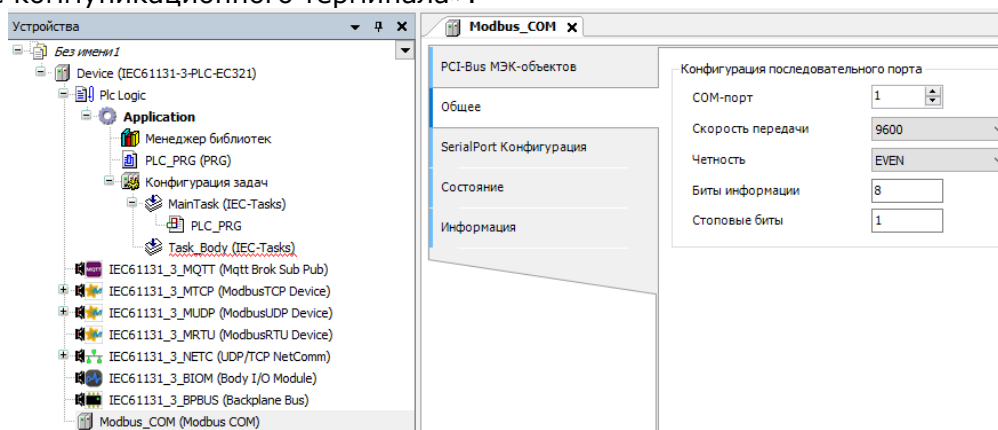 коммуникационного терминала».
Устройства
Без имени1
Device (IEC61131-3-PLC-EC321)
Plc Logic
Application
Менеджер библиотек
PLC_PRG (PRG)
Конфигурация задач
MainTask (IEC-Tasks)
PLC_PRG
Task_Body (IEC-Tasks)
IEC61131_3_MQTT (Mqtt Brok Sub Pub)
IEC61131_3_MTCP (ModbusTCP Device)
IEC61131_3_MUDP (ModbusUDP Device)
IEC61131_3_MRTU (ModbusRTU Device)
IEC61131_3_NETC (UDP/TCP NetComm)
IEC61131_3_BIOM (Body I/O Module)
IEC61131_3_BPBUS (Backplane Bus)
Modbus_COM (Modbus COM)
Modbus_COM
PCI-Bus МЭК-объектов
Общее
SerialPort Конфигурация
Состояние
Информация
Конфигурация последовательного порта
COM-порт 1
Скорость передачи 9600
Четность EVEN
Биты информации 8
Стоповые биты 1